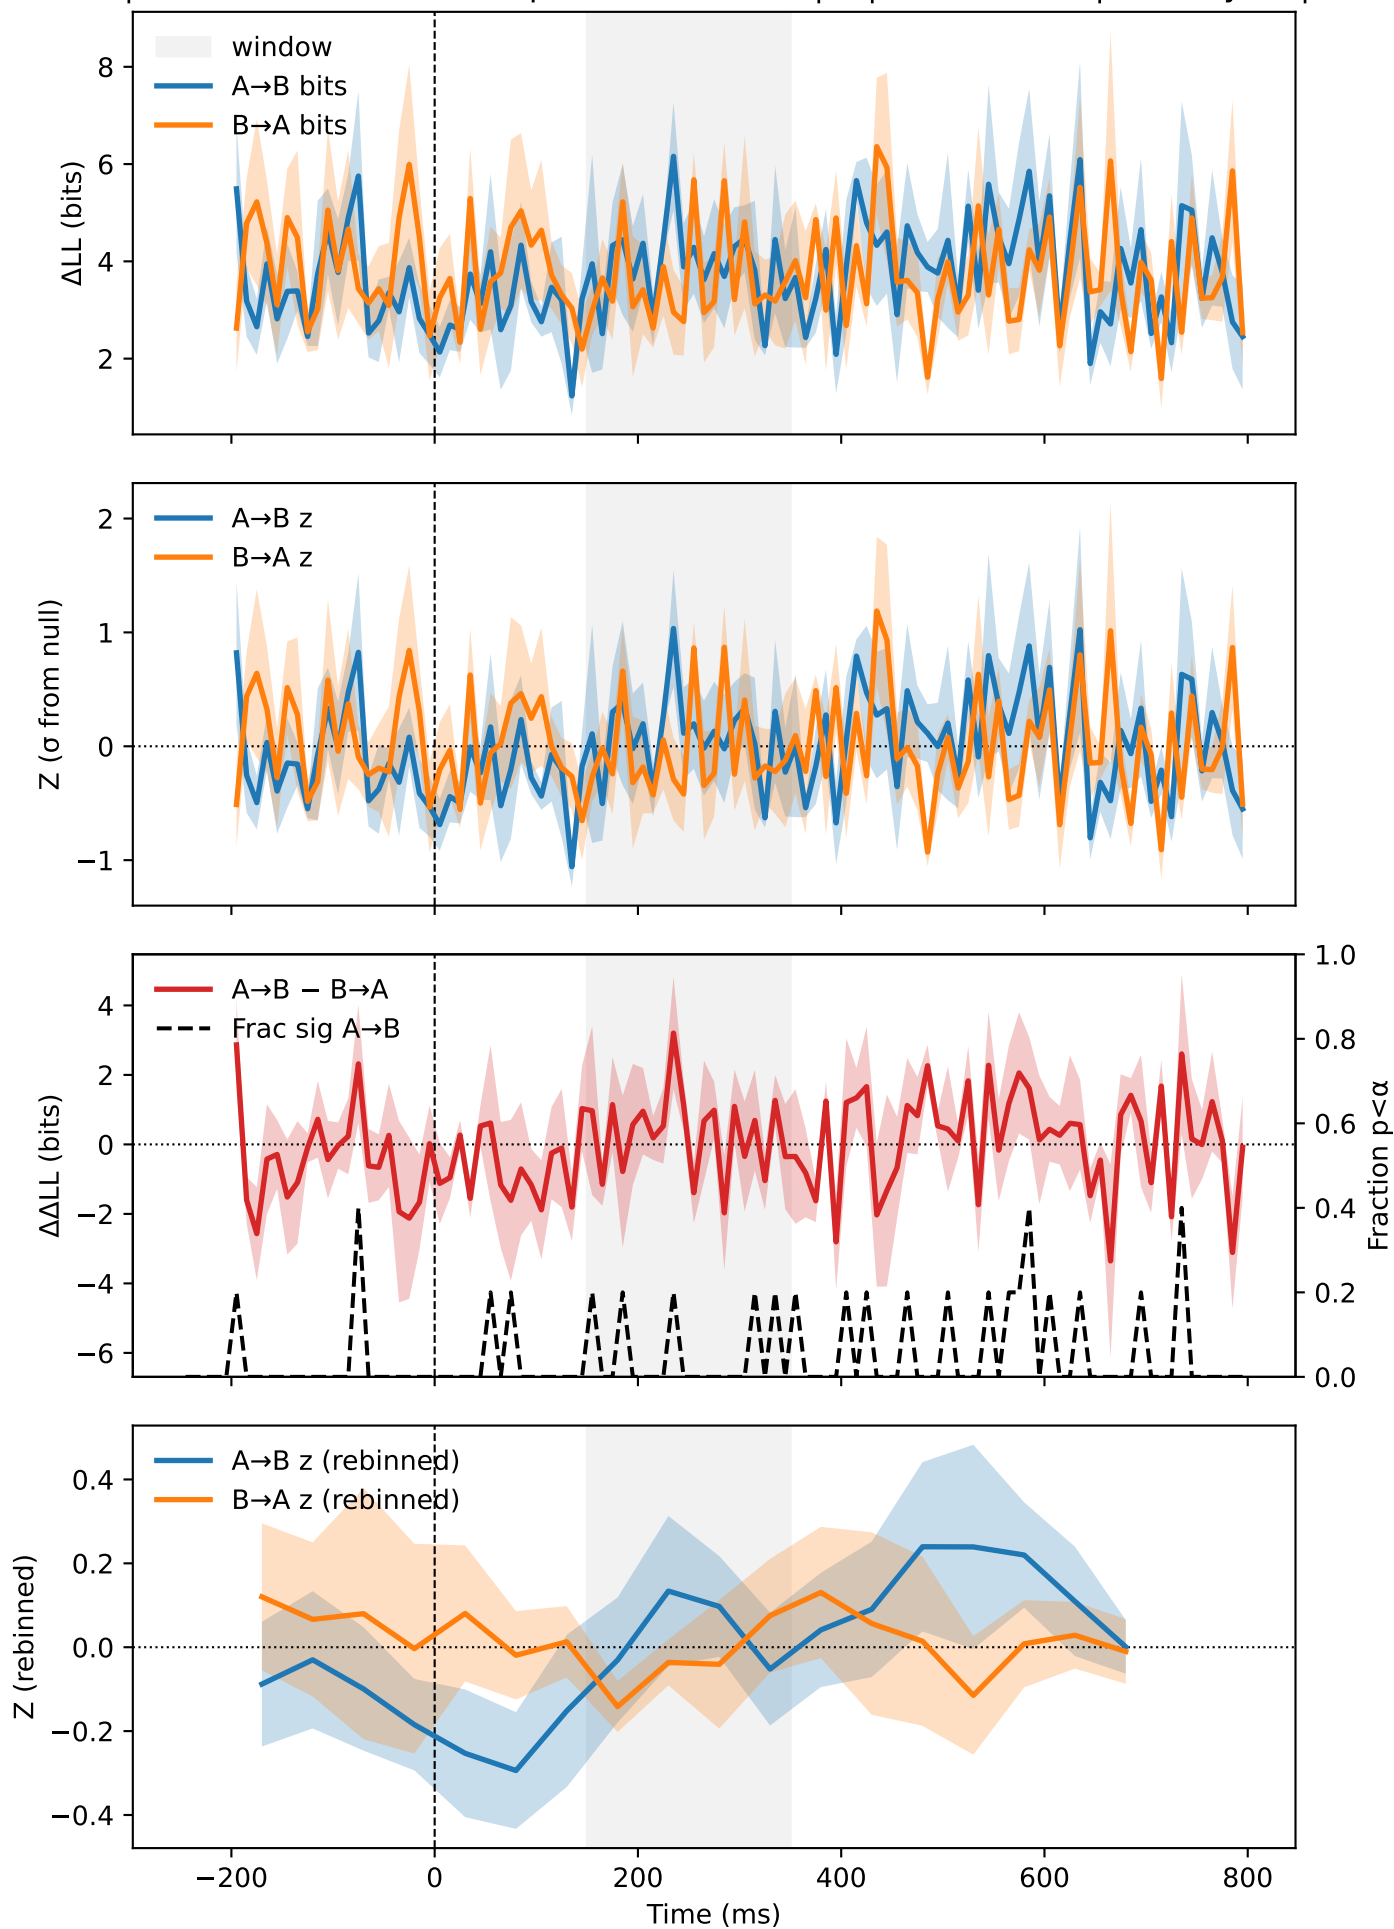 window
A→B bits
B→A bits
8
6
4
2
ΔLL (bits)
A→B z
B→A z
2
1
0
−1
Z (σ from null)
A→B − B→A
Frac sig A→B
4
2
0
−2
−4
−6
ΔΔLL (bits)
1.0
0.8
0.6
0.4
0.2
0.0
Fraction p<α
A→B z (rebinned)
B→A z (rebinned)
0.4
0.2
0.0
−0.2
−0.4
Z (rebinned)
−200
0
200
400
600
800
Time (ms)